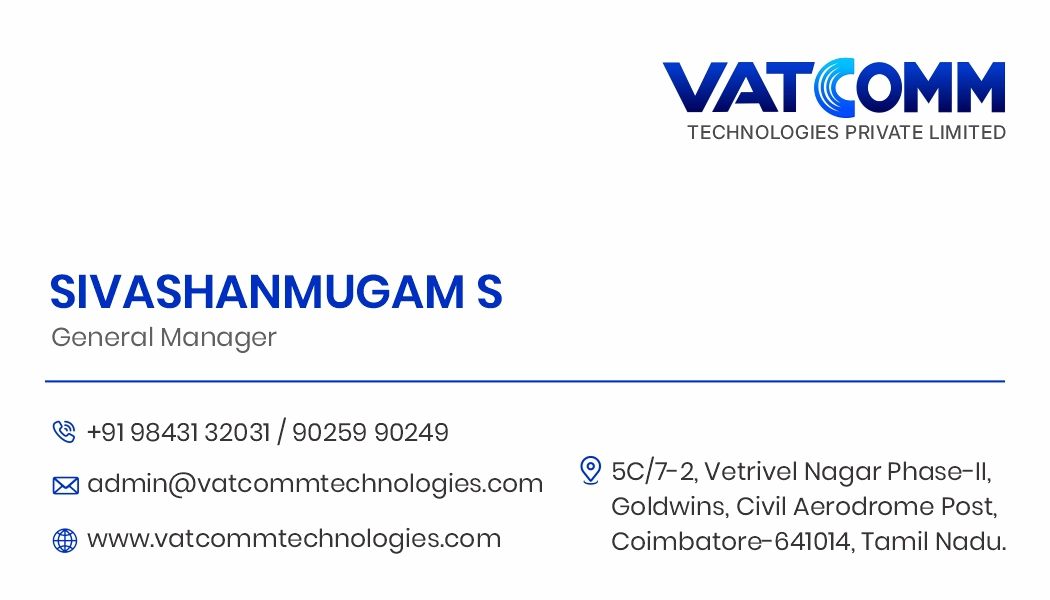 VATCOMM
TECHNOLOGIES PRIVATE LIMITED
SIVASHANMUGAM S
General Manager
+91 98431 32031 / 90259 90249
admin@vatcommtechnologies.com
www.vatcommtechnologies.com
5C/7-2, Vetrivel Nagar Phase-II,
Goldwins, Civil Aerodrome Post,
Coimbatore-641014, Tamil Nadu.